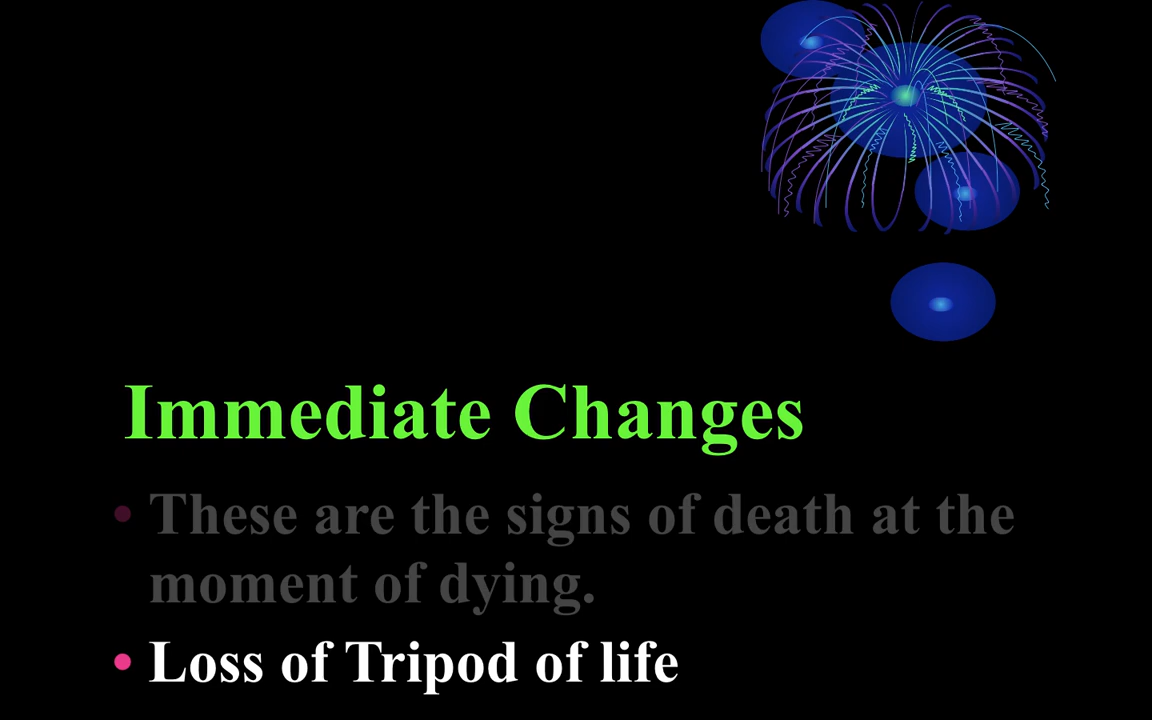 Immediate Changes
• These are the signs of death at the
moment of dying.
• Loss of Tripod of life